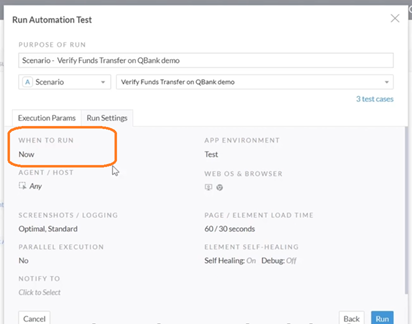 Run Automation Test
PURPOSE OF RUN
Scenario - Verify Funds Transfer on QBank demo
A Scenario
Verify Funds Transfer on QBank demo
3 test cases
Execution Params
Run Settings
WHEN TO RUN
Now
APP ENVIRONMENT
Test
AGENT / HOST
Any
WEB OS & BROWSER
SCREENSHOTS / LOGGING
Optimal, Standard
PAGE / ELEMENT LOAD TIME
60 / 30 seconds
PARALLEL EXECUTION
No
ELEMENT SELF-HEALING
Self Healing: On Debug: Off
NOTIFY TO
Click to Select
Cancel
Back
Run